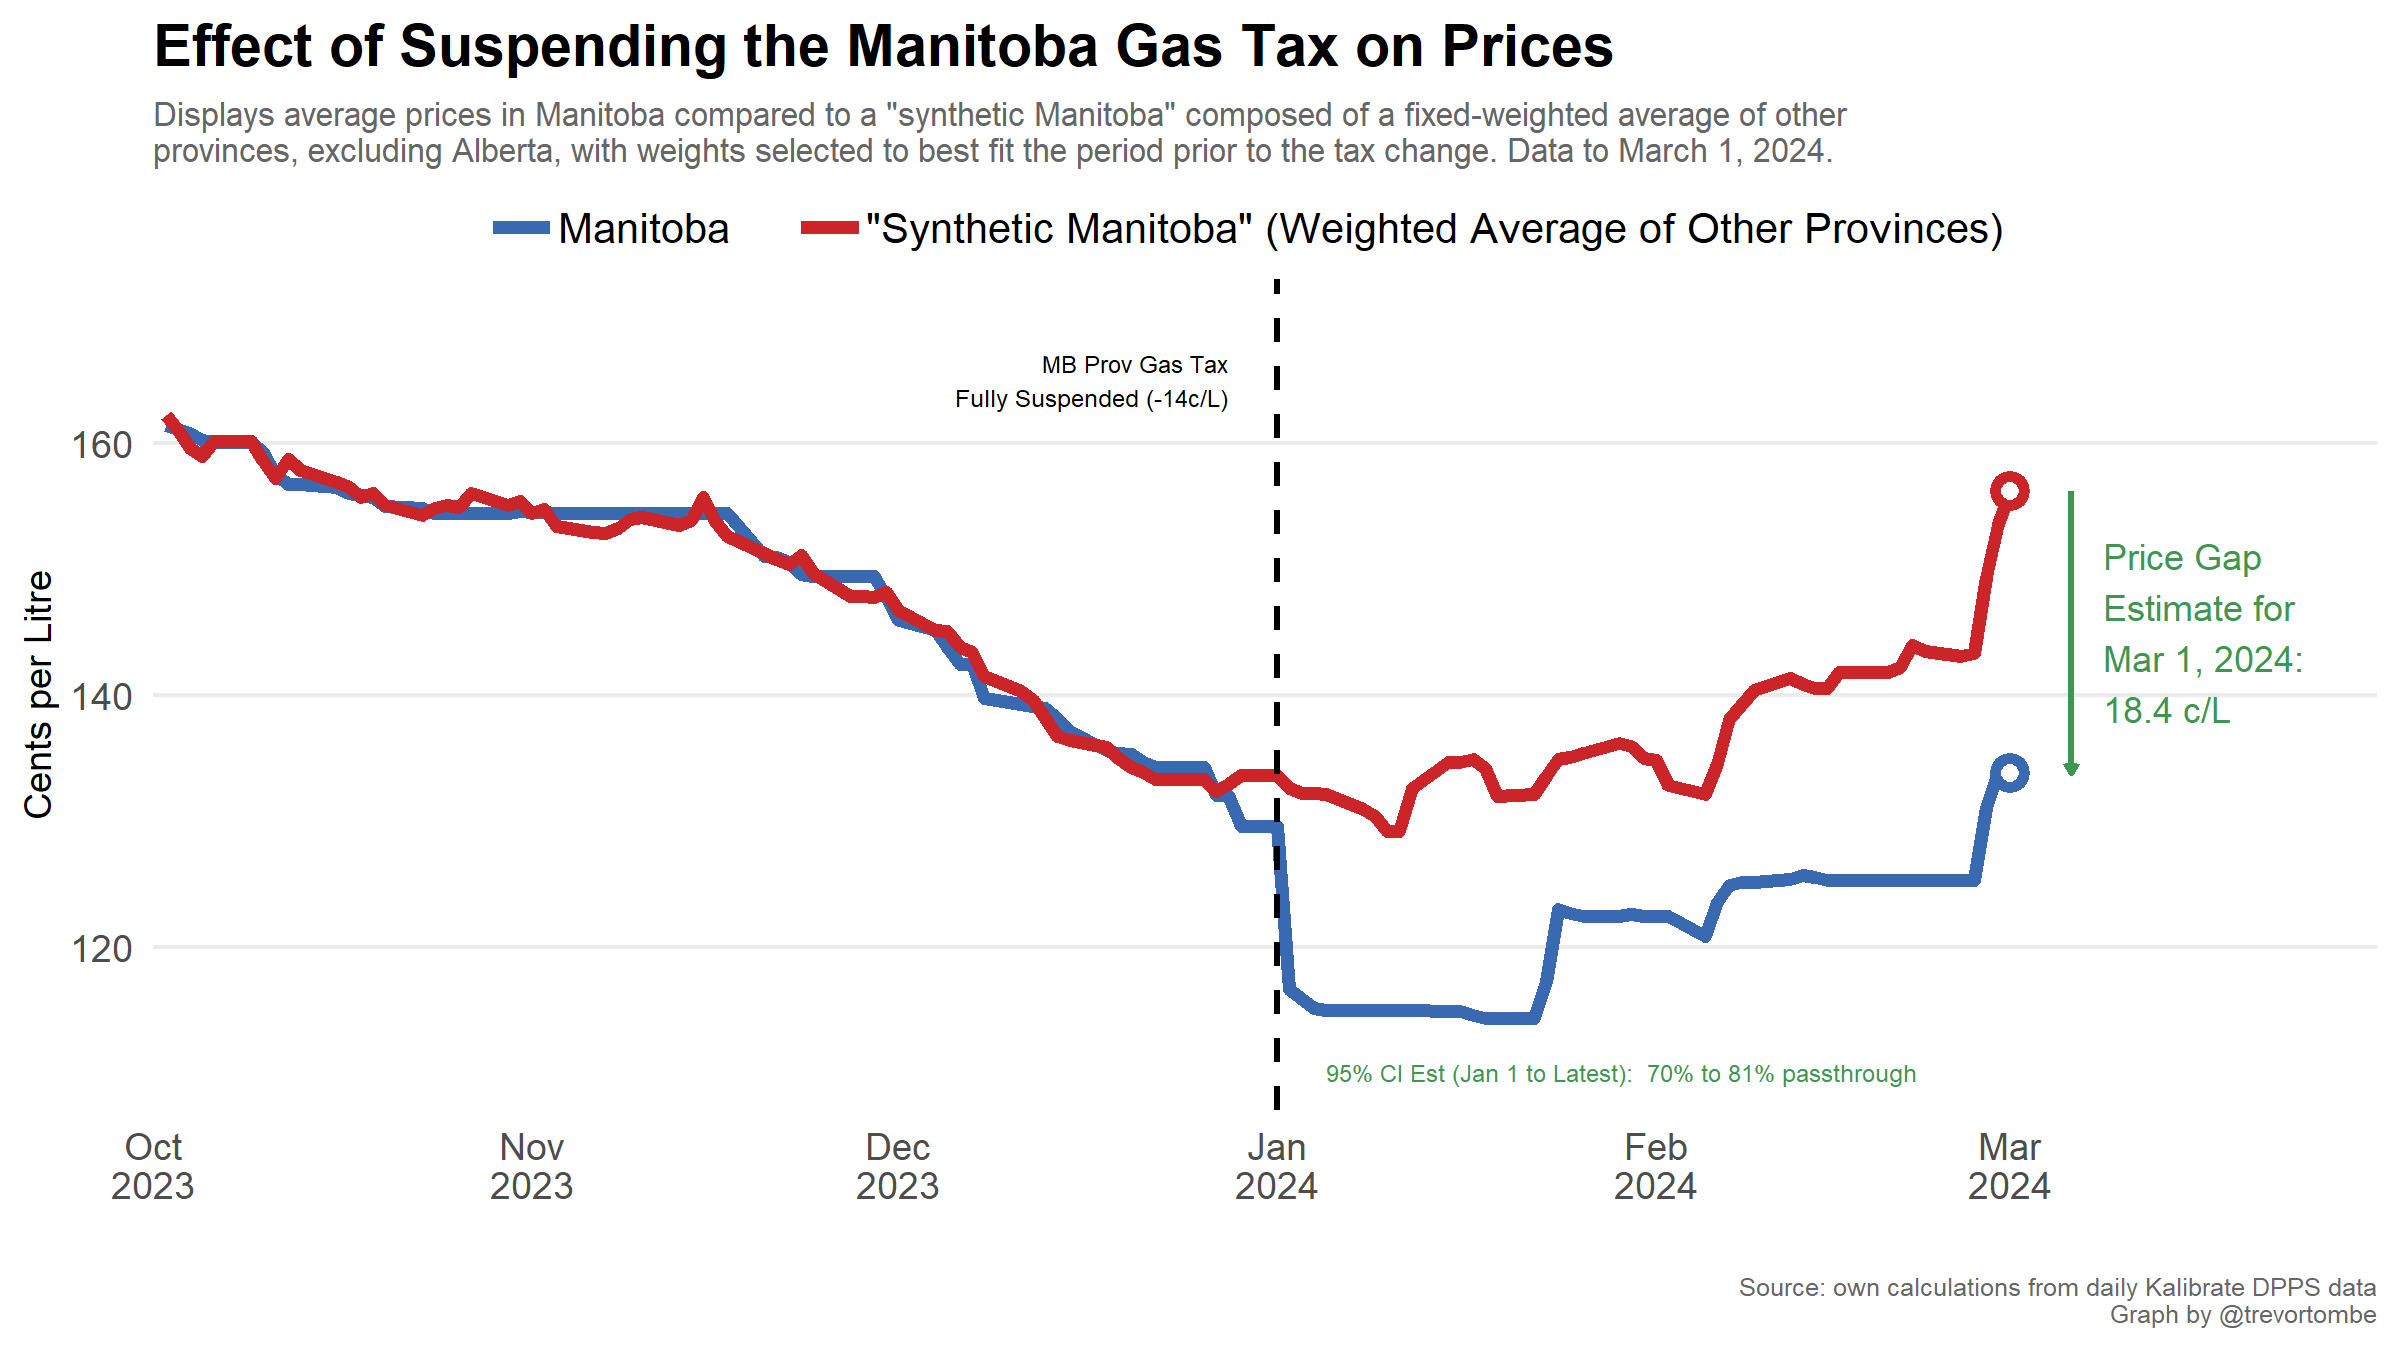 Effect of Suspending the Manitoba Gas Tax on Prices
Displays average prices in Manitoba compared to a "synthetic Manitoba" composed of a fixed-weighted average of other
provinces, excluding Alberta, with weights selected to best fit the period prior to the tax change. Data to March 1, 2024.
Manitoba
"Synthetic Manitoba" (Weighted Average of Other Provinces)
MB Prov Gas Tax
Fully Suspended (-14c/L)
160
140
120
Cents per Litre
Price Gap
Estimate for
Mar 1, 2024:
18.4 c/L
95% CI Est (Jan 1 to Latest): 70% to 81% passthrough
Oct
2023
Nov
2023
Dec
2023
Jan
2024
Feb
2024
Mar
2024
Source: own calculations from daily Kalibrate DPPS data
Graph by @trevortombe